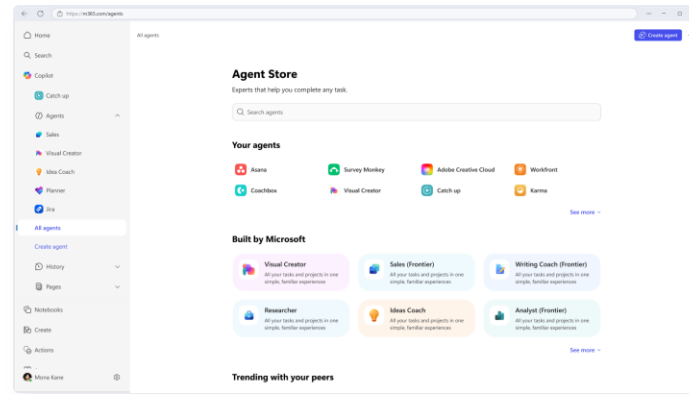 https://m365.com/agents
Home
All agents
Create agent
Search
Copilot
Catch up
Agents
Sales
Visual Creator
Idea Coach
Planner
Jira
All agents
Create agent
History
Pages
Notebooks
Create
Actions
Mona Kane
Agent Store
Experts that help you complete any task.
Search agents
Your agents
Asana
Survey Monkey
Adobe Creative Cloud
Workfront
Coachbox
Visual Creator
Catch up
Karma
See more
Built by Microsoft
Visual Creator
All your tasks and projects in one
simple, familiar experiences
Sales (Frontier)
All your tasks and projects in one
simple, familiar experiences
Writing Coach (Frontier)
All your tasks and projects in one
simple, familiar experiences
Researcher
All your tasks and projects in one
simple, familiar experiences
Ideas Coach
All your tasks and projects in one
simple, familiar experiences
Analyst (Frontier)
All your tasks and projects in one
simple, familiar experiences
See more
Trending with your peers